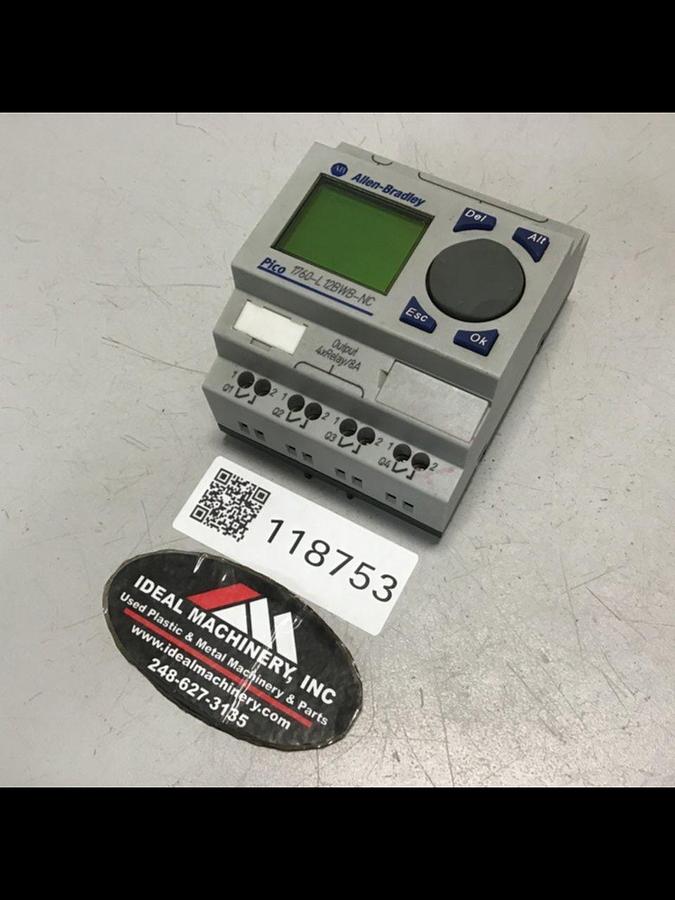 AB Allen-Bradley
Del
Alt
Pico 1760-L12BWB-NC
Esc
Ok
Output
4xRelay/8A
1 2 1 2 1 2 1 2
Q1 Q2 Q3 Q4
118753
IDEAL MACHINERY, INC
Used Plastic & Metal Machinery & Parts
www.idealmachinery.com
248-627-3135